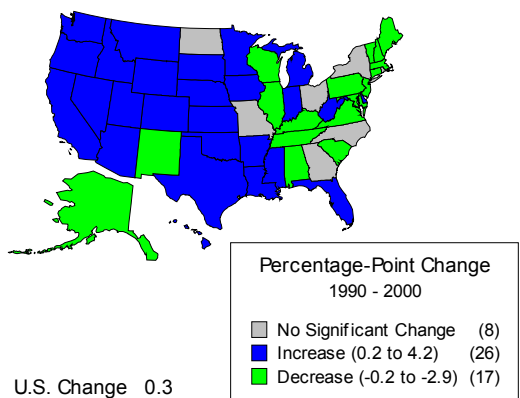 Percentage-Point Change
1990 - 2000
No Significant Change (8)
Increase (0.2 to 4.2) (26)
Decrease (-0.2 to -2.9) (17)
U.S. Change 0.3